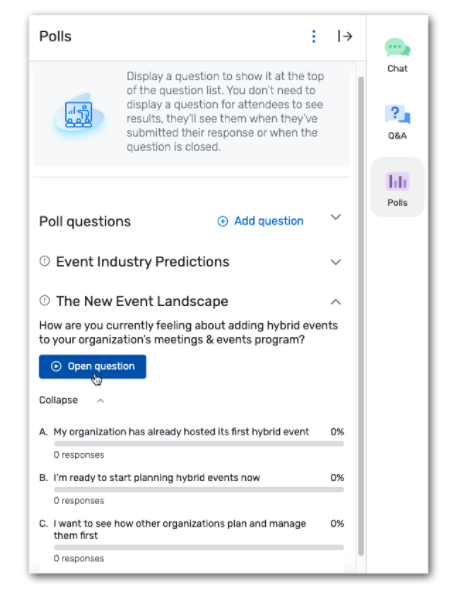 Polls
Display a question to show it at the top
of the question list. You don't need to
display a question for attendees to see
results, they'll see them when they've
submitted their response or when the
question is closed.
Poll questions
Add question
Event Industry Predictions
The New Event Landscape
How are you currently feeling about adding hybrid events
to your organization's meetings & events program?
Open question
Collapse
A. My organization has already hosted its first hybrid event 0%
0 responses
B. I'm ready to start planning hybrid events now 0%
0 responses
C. I want to see how other organizations plan and manage 0%
them first
0 responses
Chat
Q&A
Polls